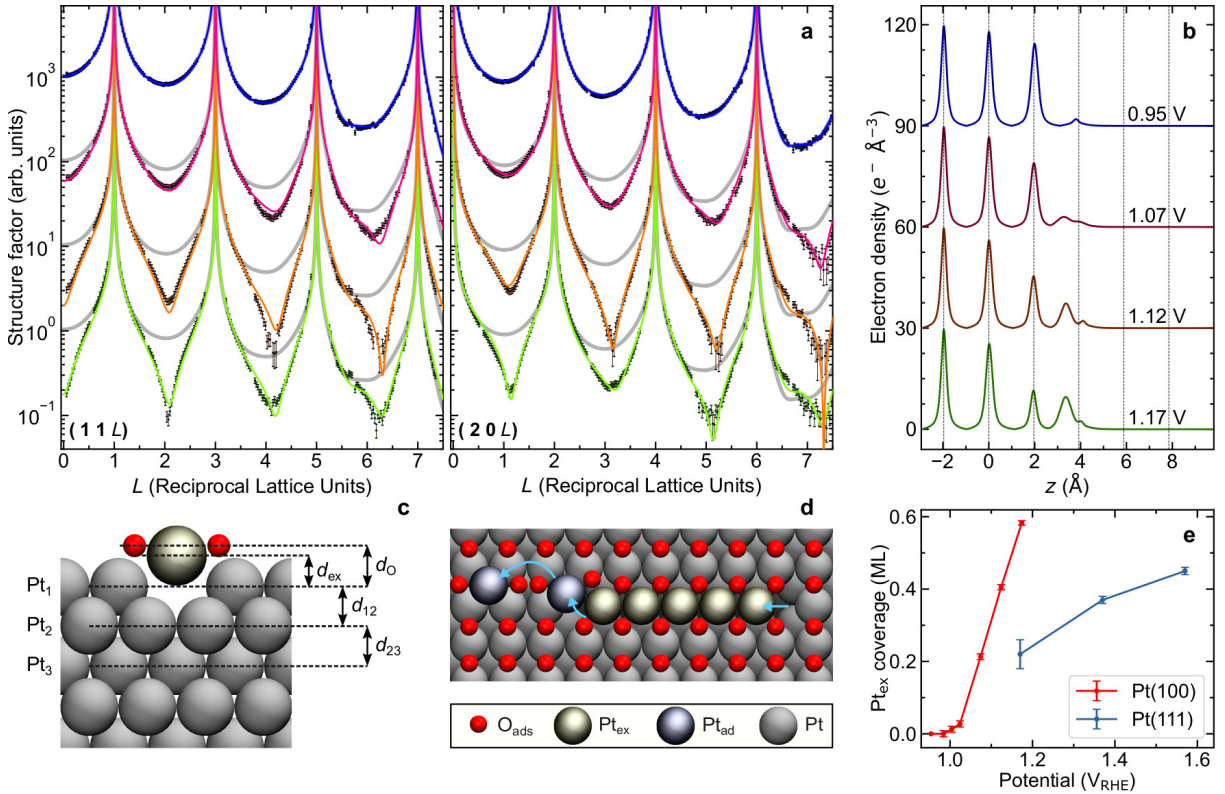 a
Structure factor (arb. units)
10³
10²
10¹
10⁰
10⁻¹
(1 1 L)
0 1 2 3 4 5 6 7
L (Reciprocal Lattice Units)
(2 0 L)
0 1 2 3 4 5 6 7
L (Reciprocal Lattice Units)
b
Electron density (e⁻ Å⁻³)
120
90
60
30
0
0.95 V
1.07 V
1.12 V
1.17 V
−2 0 2 4 6 8
z (Å)
c
Pt₁
Pt₂
Pt₃
d_ex
d_O
d₁₂
d₂₃
d
O_ads
Pt_ex
Pt_ad
Pt
e
Pt_ex coverage (ML)
0.6
0.4
0.2
0.0
Pt(100)
Pt(111)
1.0 1.2 1.4 1.6
Potential (V_RHE)